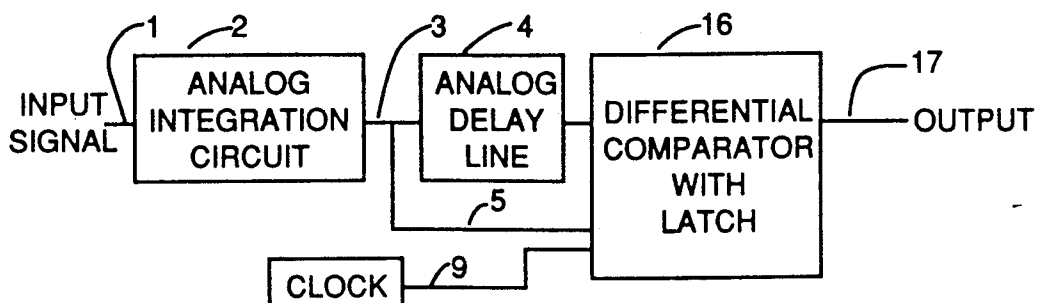 1
2
3
4
16
17
INPUT
SIGNAL
ANALOG
INTEGRATION
CIRCUIT
ANALOG
DELAY
LINE
DIFFERENTIAL
COMPARATOR
WITH
LATCH
OUTPUT
5
CLOCK
9